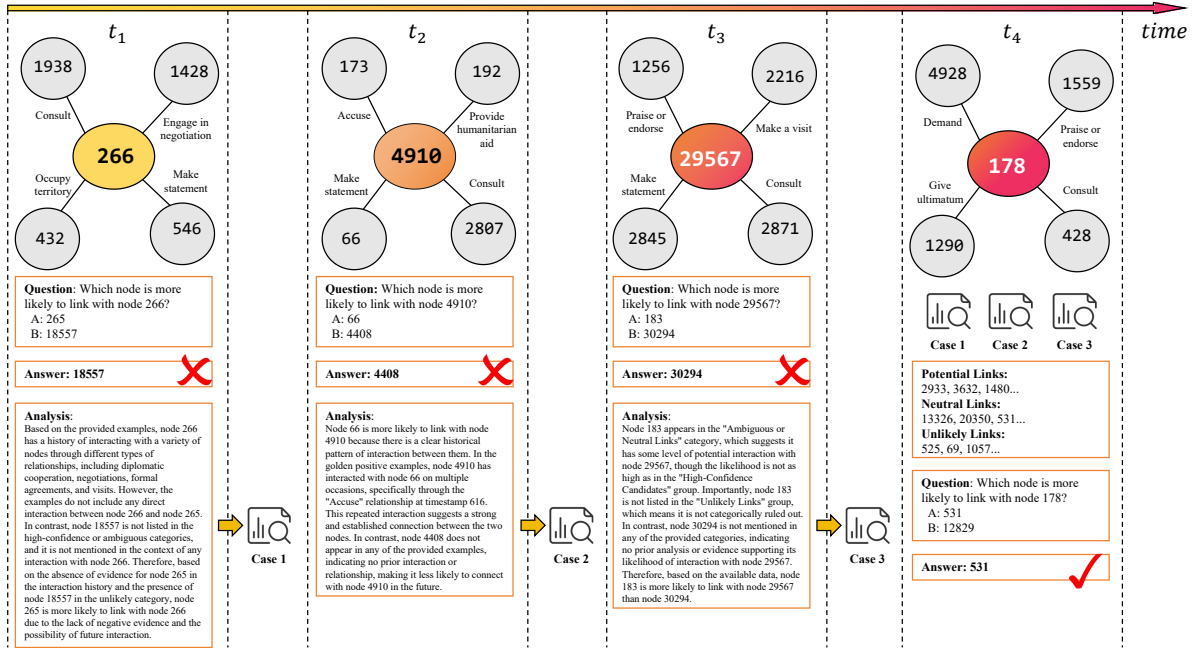 t1
t2
t3
t4
time
1938
1428
Consult
Engage in
negotiation
266
Occupy
territory
Make
statement
432
546
Question: Which node is more
likely to link with node 266?
A: 265
B: 18557
Answer: 18557
Analysis:
Based on the provided examples, node 266
has a history of interacting with a variety of
nodes through different types of
relationships, including diplomatic
cooperation, negotiations, formal
agreements, and visits. However, the
examples do not include any direct
interaction between node 266 and node 265.
In contrast, node 18557 is not listed in the
high-confidence or ambiguous categories,
and it is not mentioned in the context of any
interaction with node 266. Therefore, based
on the absence of evidence for node 265 in
the interaction history and the presence of
node 18557 in the unlikely category, node
265 is more likely to link with node 266
due to the lack of negative evidence and the
possibility of future interaction.
Case 1
173
192
Accuse
Provide
humanitarian
aid
4910
Make
statement
Consult
66
2807
Question: Which node is more
likely to link with node 4910?
A: 66
B: 4408
Answer: 4408
Analysis:
Node 66 is more likely to link with node
4910 because there is a clear historical
pattern of interaction between them. In the
golden positive examples, node 4910 has
interacted with node 66 on multiple
occasions, specifically through the
"Accuse" relationship at timestamp 616.
This repeated interaction suggests a strong
and established connection between the two
nodes. In contrast, node 4408 does not
appear in any of the provided examples,
indicating no prior interaction or
relationship, making it less likely to connect
with node 4910 in the future.
Case 2
1256
2216
Praise or
endorse
Make a visit
29567
Make
statement
Consult
2845
2871
Question: Which node is more
likely to link with node 29567?
A: 183
B: 30294
Answer: 30294
Analysis:
Node 183 appears in the "Ambiguous or
Neutral Links" category, which suggests it
has some level of potential interaction with
node 29567, though the likelihood is not as
high as in the "High-Confidence
Candidates" group. Importantly, node 183
is not listed in the "Unlikely Links" group,
which means it is not categorically ruled out.
In contrast, node 30294 is not mentioned in
any of the provided categories, indicating
no prior analysis or evidence supporting its
likelihood of interaction with node 29567.
Therefore, based on the available data, node
183 is more likely to link with node 29567
than node 30294.
Case 3
4928
1559
Demand
Praise or
endorse
178
Give
ultimatum
Consult
1290
428
Case 1
Case 2
Case 3
Potential Links:
2933, 3632, 1480...
Neutral Links:
13326, 20350, 531...
Unlikely Links:
525, 69, 1057...
Question: Which node is more
likely to link with node 178?
A: 531
B: 12829
Answer: 531